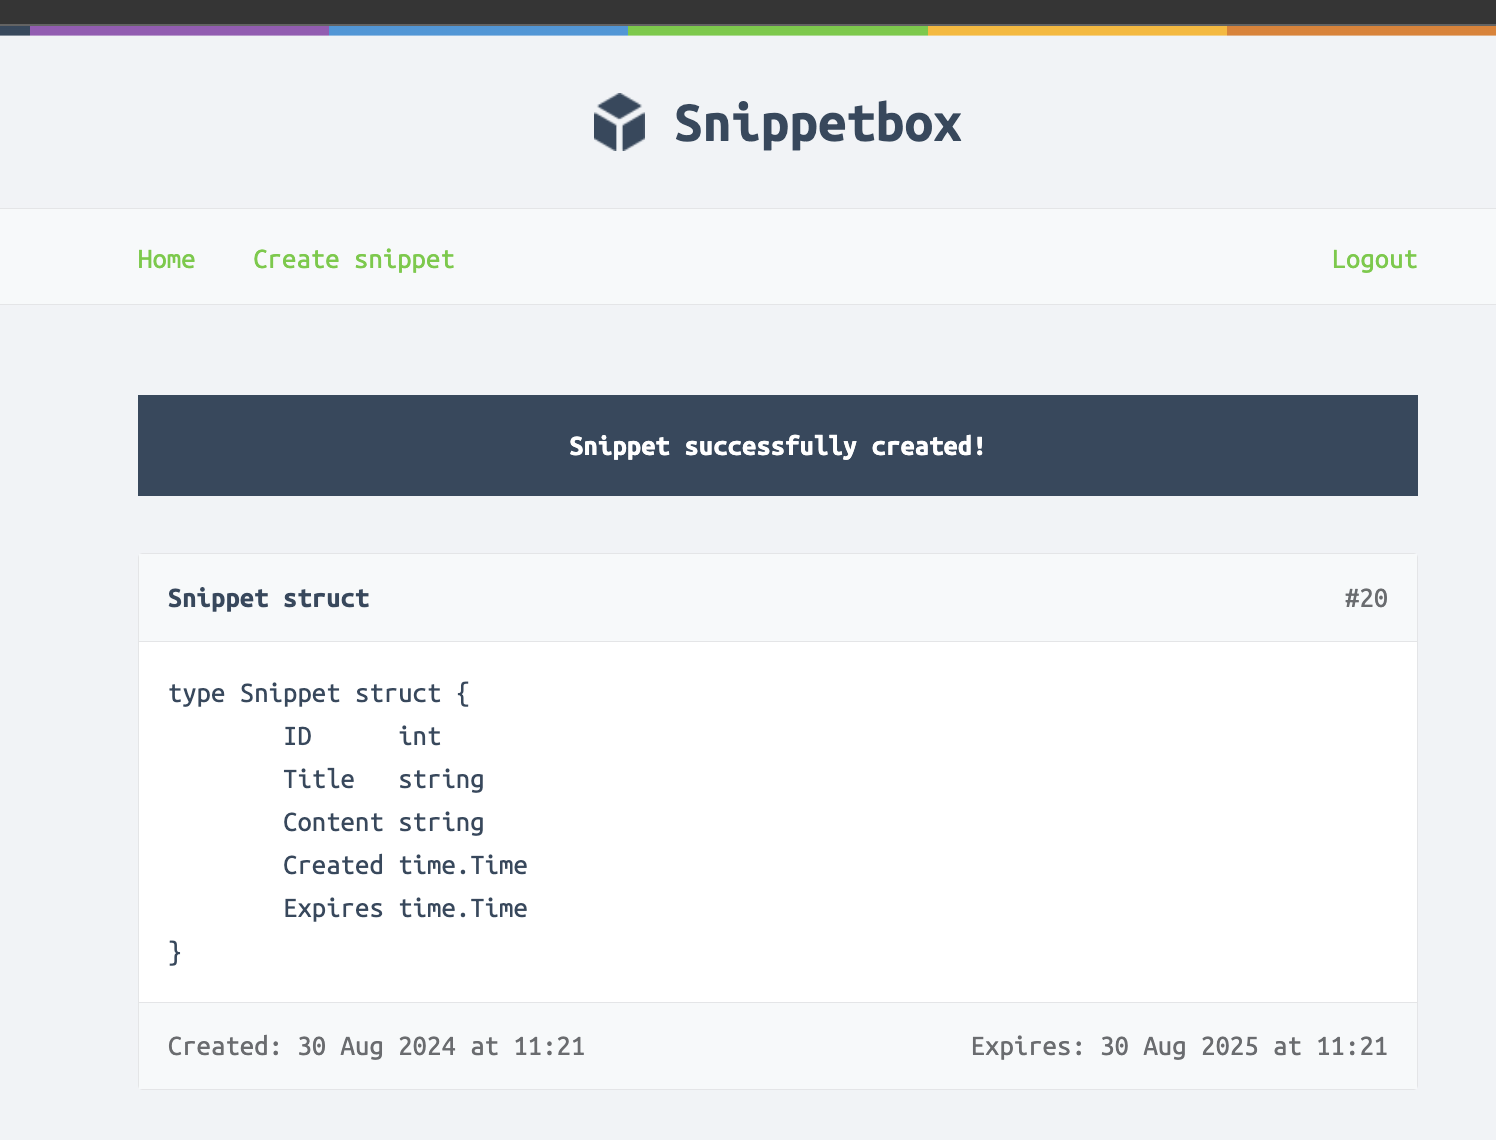 Snippetbox
Home Create snippet Logout
Snippet successfully created!
Snippet struct #20
type Snippet struct {
        ID      int
        Title   string
        Content string
        Created time.Time
        Expires time.Time
}
Created: 30 Aug 2024 at 11:21 Expires: 30 Aug 2025 at 11:21